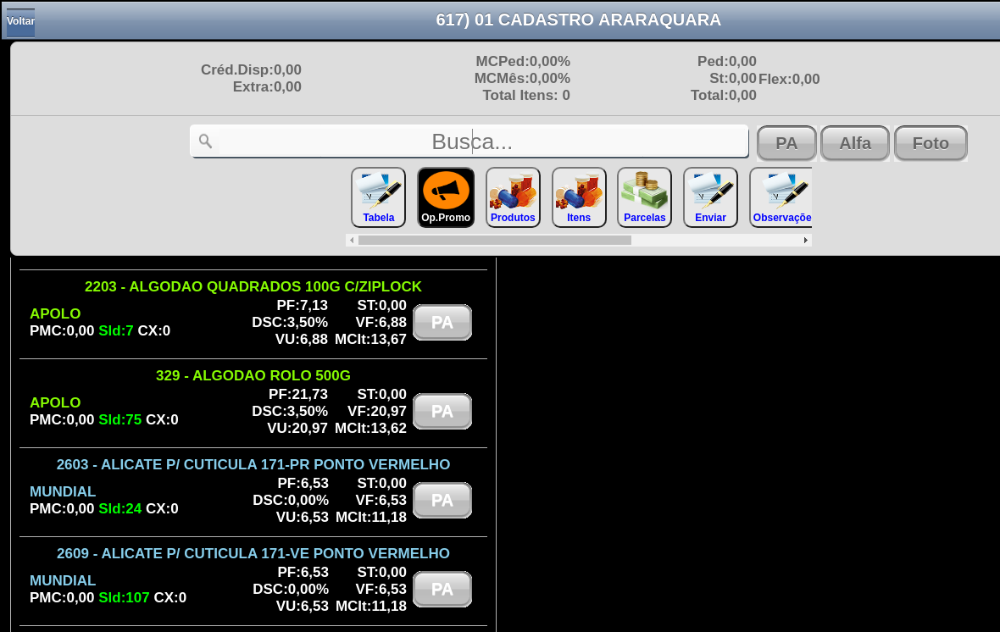 Voltar
617) 01 CADASTRO ARARAQUARA
Créd.Disp:0,00
Extra:0,00
MCPed:0,00%
MCMês:0,00%
Total Itens: 0
Ped:0,00
St:0,00
Total:0,00
Flex:0,00
Busca...
PA
Alfa
Foto
Tabela
Op.Promo
Produtos
Itens
Parcelas
Enviar
Observaçõe
2203 - ALGODAO QUADRADOS 100G C/ZIPLOCK
APOLO
PMC:0,00 Sld:7 CX:0
PF:7,13 ST:0,00
DSC:3,50% VF:6,88
VU:6,88 MClt:13,67
PA
329 - ALGODAO ROLO 500G
APOLO
PMC:0,00 Sld:75 CX:0
PF:21,73 ST:0,00
DSC:3,50% VF:20,97
VU:20,97 MClt:13,62
PA
2603 - ALICATE P/ CUTICULA 171-PR PONTO VERMELHO
MUNDIAL
PMC:0,00 Sld:24 CX:0
PF:6,53 ST:0,00
DSC:0,00% VF:6,53
VU:6,53 MClt:11,18
PA
2609 - ALICATE P/ CUTICULA 171-VE PONTO VERMELHO
MUNDIAL
PMC:0,00 Sld:107 CX:0
PF:6,53 ST:0,00
DSC:0,00% VF:6,53
VU:6,53 MClt:11,18
PA